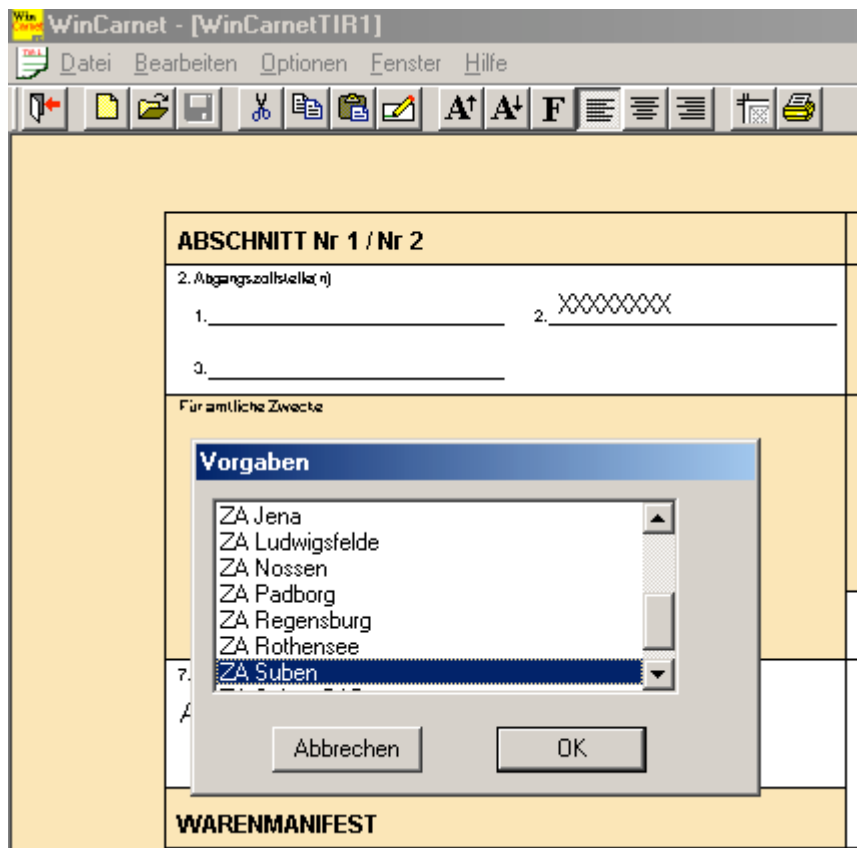 WinCarnet - [WinCarnetTIR1]
Datei Bearbeiten Optionen Fenster Hilfe
A A F
ABSCHNITT Nr 1 / Nr 2
2. Abgangszollstelle(n)
1. 2. XXXXXXXXX
3.
Für amtliche Zwecke
Vorgaben
ZA Jena
ZA Ludwigsfelde
ZA Nossen
ZA Padborg
ZA Regensburg
ZA Rothensee
ZA Suben
7.
Abbrechen OK
WARENMANIFEST